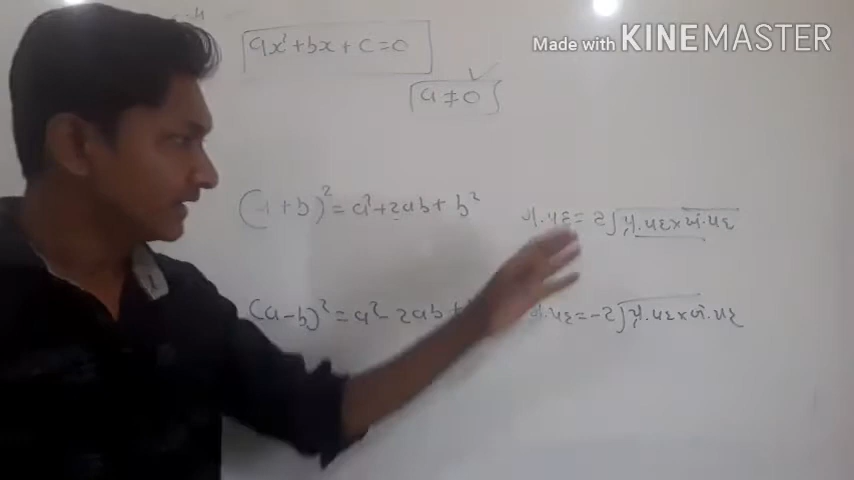 Made with KINEMASTER
ax² + bx + c = 0
a ≠ 0 ✓
(a + b)² = a² + 2ab + b²
મ.પદ = 2√પ્ર.પદ × અં.પદ
(a - b)² = a² - 2ab +
મ.પદ = -2√પ્ર.પદ × અં.પદ